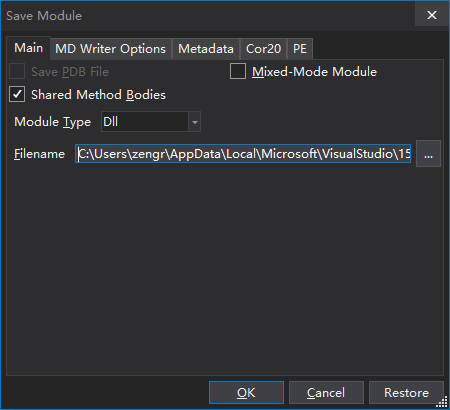 Save Module
Main MD Writer Options Metadata Cor20 PE
Save PDB File Mixed-Mode Module
Shared Method Bodies
Module Type Dll
Filename C:\Users\zengr\AppData\Local\Microsoft\VisualStudio\15 ...
OK Cancel Restore